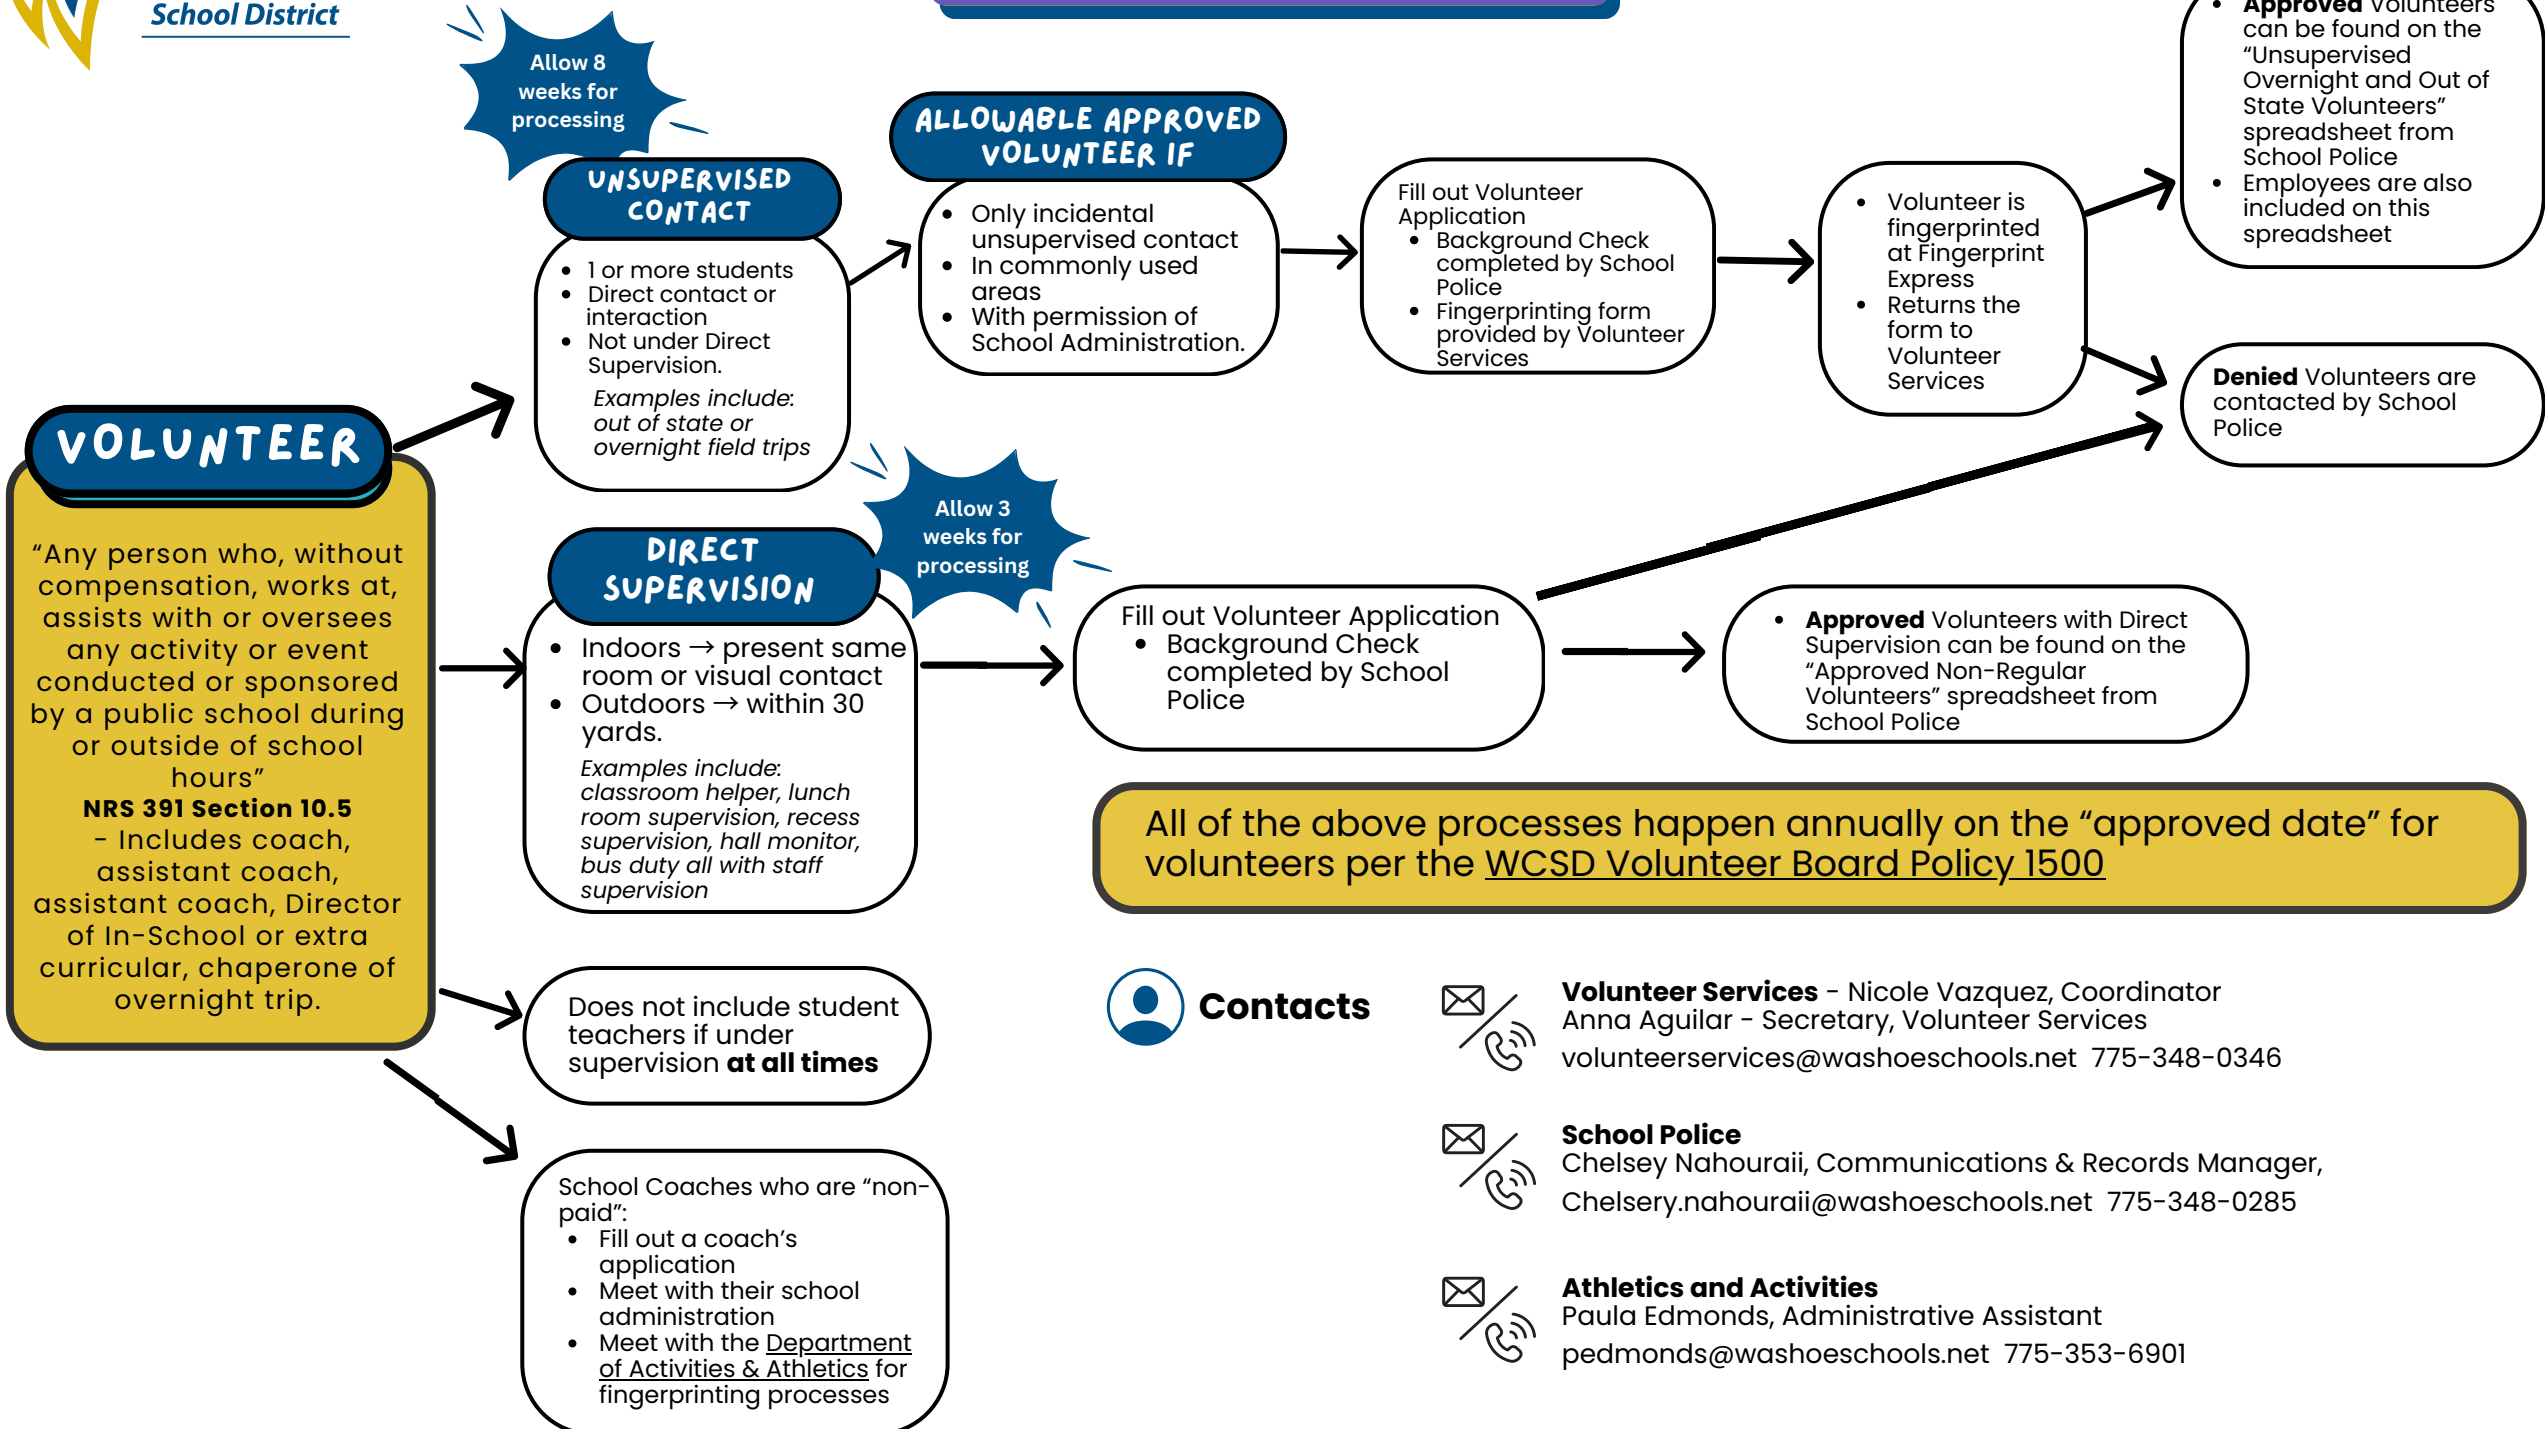 School District
Allow 8
weeks for
processing
UNSUPERVISED
CONTACT
• 1 or more students
• Direct contact or
interaction
• Not under Direct
Supervision.
Examples include:
out of state or
overnight field trips
ALLOWABLE APPROVED
VOLUNTEER IF
• Only incidental
unsupervised contact
• In commonly used
areas
• With permission of
School Administration.
Fill out Volunteer
Application
• Background Check
completed by School
Police
• Fingerprinting form
provided by Volunteer
Services
• Volunteer is
fingerprinted
at Fingerprint
Express
• Returns the
form to
Volunteer
Services
• Approved Volunteers
can be found on the
“Unsupervised
Overnight and Out of
State Volunteers”
spreadsheet from
School Police
• Employees are also
included on this
spreadsheet
Denied Volunteers are
contacted by School
Police
VOLUNTEER
“Any person who, without
compensation, works at,
assists with or oversees
any activity or event
conducted or sponsored
by a public school during
or outside of school
hours”
NRS 391 Section 10.5
- Includes coach,
assistant coach,
assistant coach, Director
of In-School or extra
curricular, chaperone of
overnight trip.
DIRECT
SUPERVISION
• Indoors → present same
room or visual contact
• Outdoors → within 30
yards.
Examples include:
classroom helper, lunch
room supervision, recess
supervision, hall monitor,
bus duty all with staff
supervision
Allow 3
weeks for
processing
Fill out Volunteer Application
• Background Check
completed by School
Police
• Approved Volunteers with Direct
Supervision can be found on the
“Approved Non-Regular
Volunteers” spreadsheet from
School Police
All of the above processes happen annually on the “approved date” for
volunteers per the WCSD Volunteer Board Policy 1500
Does not include student
teachers if under
supervision at all times
School Coaches who are “non-
paid”:
• Fill out a coach’s
application
• Meet with their school
administration
• Meet with the Department
of Activities & Athletics for
fingerprinting processes
Contacts
Volunteer Services - Nicole Vazquez, Coordinator
Anna Aguilar - Secretary, Volunteer Services
volunteerservices@washoeschools.net 775-348-0346
School Police
Chelsey Nahouraii, Communications & Records Manager,
Chelsery.nahouraii@washoeschools.net 775-348-0285
Athletics and Activities
Paula Edmonds, Administrative Assistant
pedmonds@washoeschools.net 775-353-6901